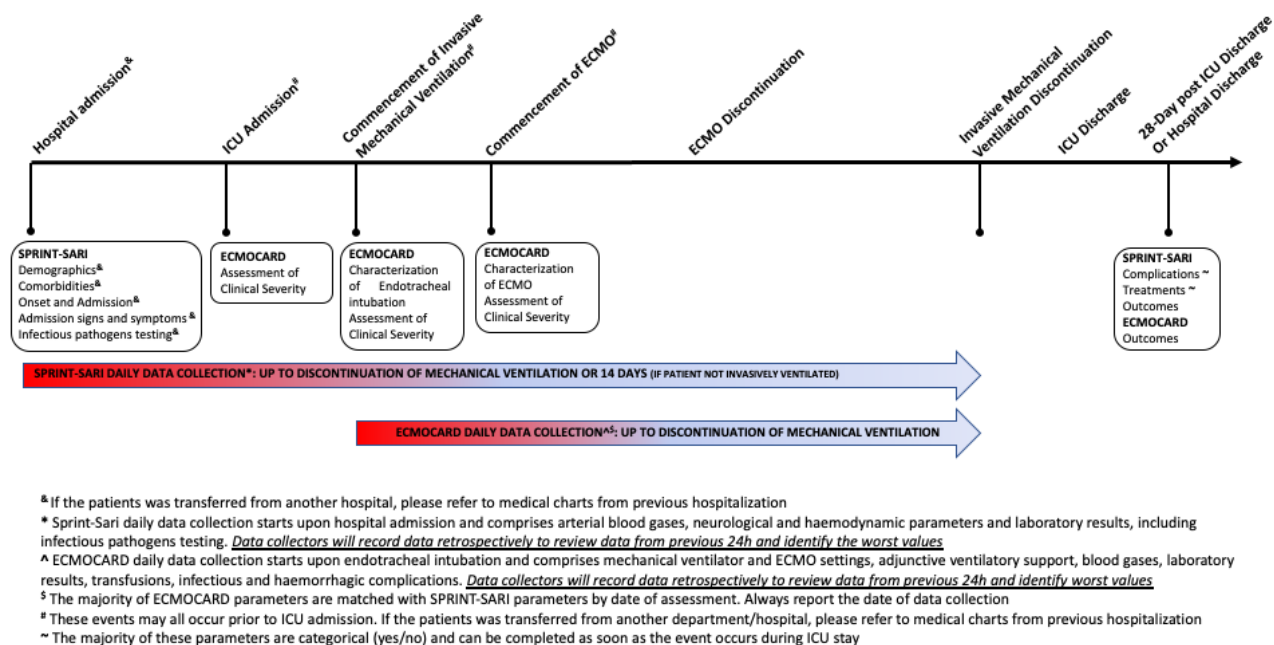 Hospital admission&
ICU Admission#
Commencement of Invasive
Mechanical Ventilation#
Commencement of ECMO#
ECMO Discontinuation
Invasive Mechanical
Ventilation Discontinuation
ICU Discharge
28-Day post ICU Discharge
Or Hospital Discharge
SPRINT-SARI
Demographics&
Comorbidities&
Onset and Admission&
Admission signs and symptoms &
Infectious pathogens testing&
ECMOCARD
Assessment of
Clinical Severity
ECMOCARD
Characterization
of Endotracheal
intubation
Assessment of
Clinical Severity
ECMOCARD
Characterization
of ECMO
Assessment of
Clinical Severity
SPRINT-SARI
Complications ~
Treatments ~
Outcomes
ECMOCARD
Outcomes
SPRINT-SARI DAILY DATA COLLECTION*: UP TO DISCONTINUATION OF MECHANICAL VENTILATION OR 14 DAYS (IF PATIENT NOT INVASIVELY VENTILATED)
ECMOCARD DAILY DATA COLLECTION^$: UP TO DISCONTINUATION OF MECHANICAL VENTILATION
& If the patients was transferred from another hospital, please refer to medical charts from previous hospitalization
* Sprint-Sari daily data collection starts upon hospital admission and comprises arterial blood gases, neurological and haemodynamic parameters and laboratory results, including
infectious pathogens testing. Data collectors will record data retrospectively to review data from previous 24h and identify the worst values
^ ECMOCARD daily data collection starts upon endotracheal intubation and comprises mechanical ventilator and ECMO settings, adjunctive ventilatory support, blood gases, laboratory
results, transfusions, infectious and haemorrhagic complications. Data collectors will record data retrospectively to review data from previous 24h and identify worst values
$ The majority of ECMOCARD parameters are matched with SPRINT-SARI parameters by date of assessment. Always report the date of data collection
# These events may all occur prior to ICU admission. If the patients was transferred from another department/hospital, please refer to medical charts from previous hospitalization
~ The majority of these parameters are categorical (yes/no) and can be completed as soon as the event occurs during ICU stay